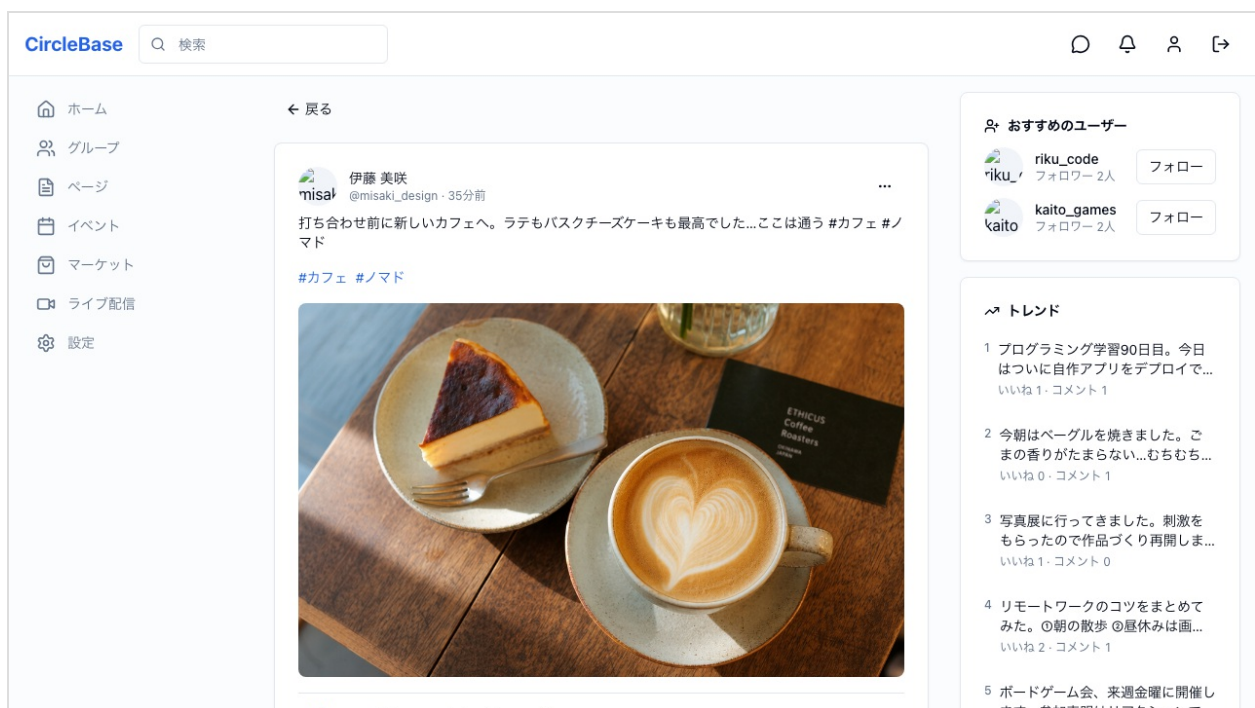 CircleBase
検索
ホーム
グループ
ページ
イベント
マーケット
ライブ配信
設定
← 戻る
misal
伊藤 美咲
@misaki_design · 35分前
打ち合わせ前に新しいカフェへ。ラテもバスクチーズケーキも最高でした…ここは通う #カフェ #ノ
マド
#カフェ #ノマド
ETHICUS
Coffee
Roasters
OKINAWA
JAPAN
おすすめのユーザー
riku_
riku_code
フォロワー 2人
フォロー
kaito
kaito_games
フォロワー 2人
フォロー
トレンド
1 プログラミング学習90日目。今日
はついに自作アプリをデプロイで...
いいね 1 · コメント 1
2 今朝はベーグルを焼きました。ご
まの香りがたまらない…むちむち...
いいね 0 · コメント 1
3 写真展に行ってきました。刺激を
もらったので作品づくり再開しま...
いいね 1 · コメント 0
4 リモートワークのコツをまとめて
みた。①朝の散歩 ②昼休みは画...
いいね 2 · コメント 1
5 ボードゲーム会、来週金曜に開催し